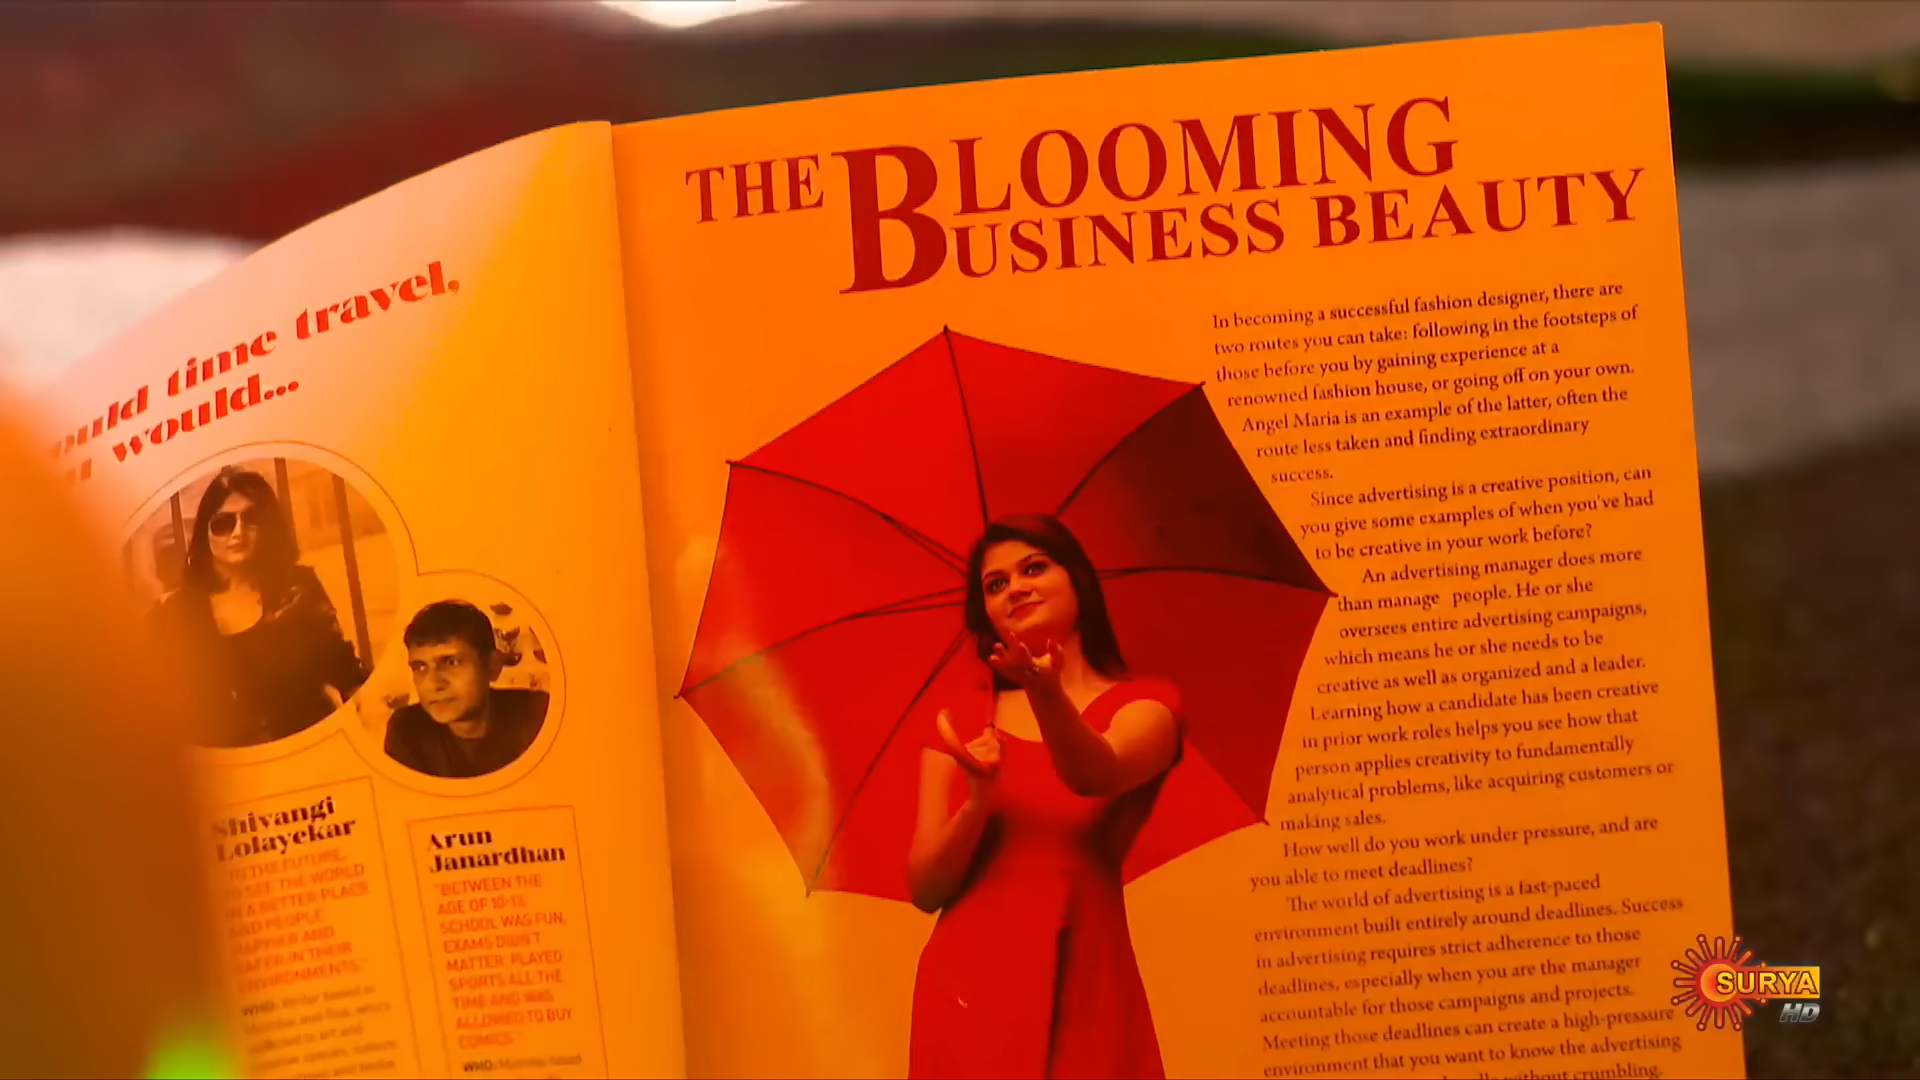 ould time travel,
would...
Shivangi
Lolayekar
"TO THE FUTURE,
TO SEE THE WORLD
IN A BETTER PLACE
AND PEOPLE
HAPPIER AND
SAFER IN THEIR
ENVIRONMENTS."
WHO:
Arun
Janardhan
"BETWEEN THE
AGE OF 10-13.
SCHOOL WAS FUN,
EXAMS DIDN'T
MATTER, PLAYED
SPORTS ALL THE
TIME AND WAS
ALLOWED TO BUY
COMICS."
WHO: Mumbai-based
THE BLOOMING
BUSINESS BEAUTY
In becoming a successful fashion designer, there are
two routes you can take: following in the footsteps of
those before you by gaining experience at a
renowned fashion house, or going off on your own.
Angel Maria is an example of the latter, often the
route less taken and finding extraordinary
success.
Since advertising is a creative position, can
you give some examples of when you've had
to be creative in your work before?
An advertising manager does more
than manage people. He or she
oversees entire advertising campaigns,
which means he or she needs to be
creative as well as organized and a leader.
Learning how a candidate has been creative
in prior work roles helps you see how that
person applies creativity to fundamentally
analytical problems, like acquiring customers or
making sales.
How well do you work under pressure, and are
you able to meet deadlines?
The world of advertising is a fast-paced
environment built entirely around deadlines. Success
in advertising requires strict adherence to those
deadlines, especially when you are the manager
accountable for those campaigns and projects.
Meeting those deadlines can create a high-pressure
environment that you want to know the advertising
without crumbling.
SURYA
HD